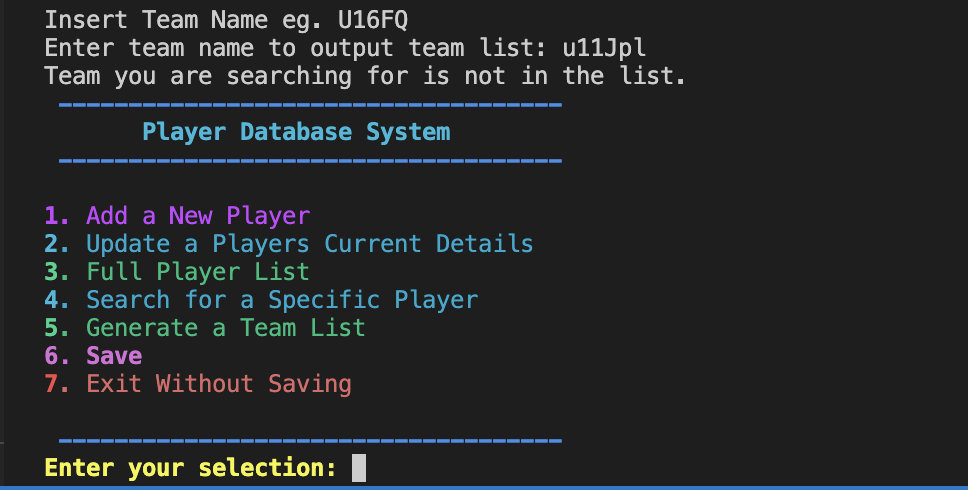 Insert Team Name eg. U16FQ
Enter team name to output team list: u11Jpl
Team you are searching for is not in the list.
Player Database System
1. Add a New Player
2. Update a Players Current Details
3. Full Player List
4. Search for a Specific Player
5. Generate a Team List
6. Save
7. Exit Without Saving
Enter your selection: